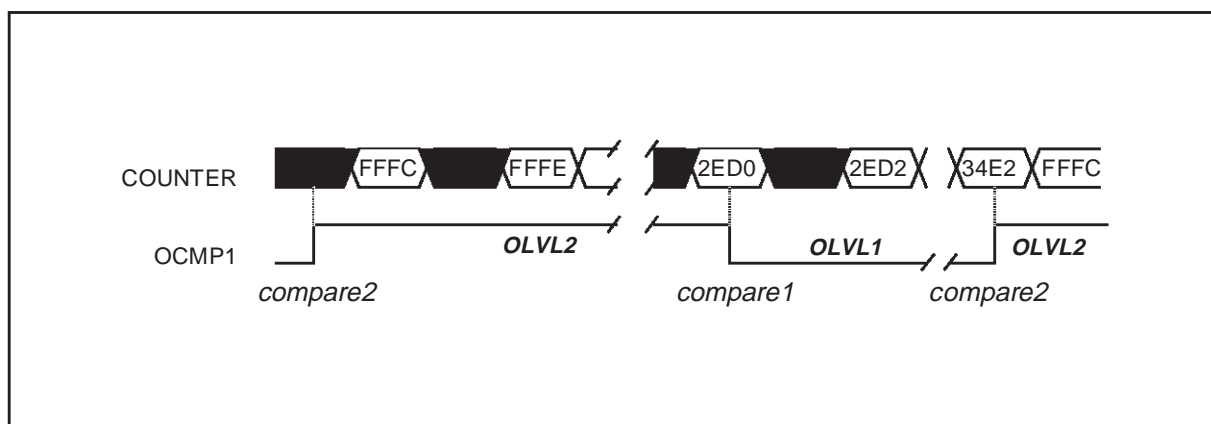 COUNTER FFFC FFFE 2ED0 2ED2 34E2 FFFC
OCMP1 OLVL2 OLVL1 OLVL2
compare2 compare1 compare2